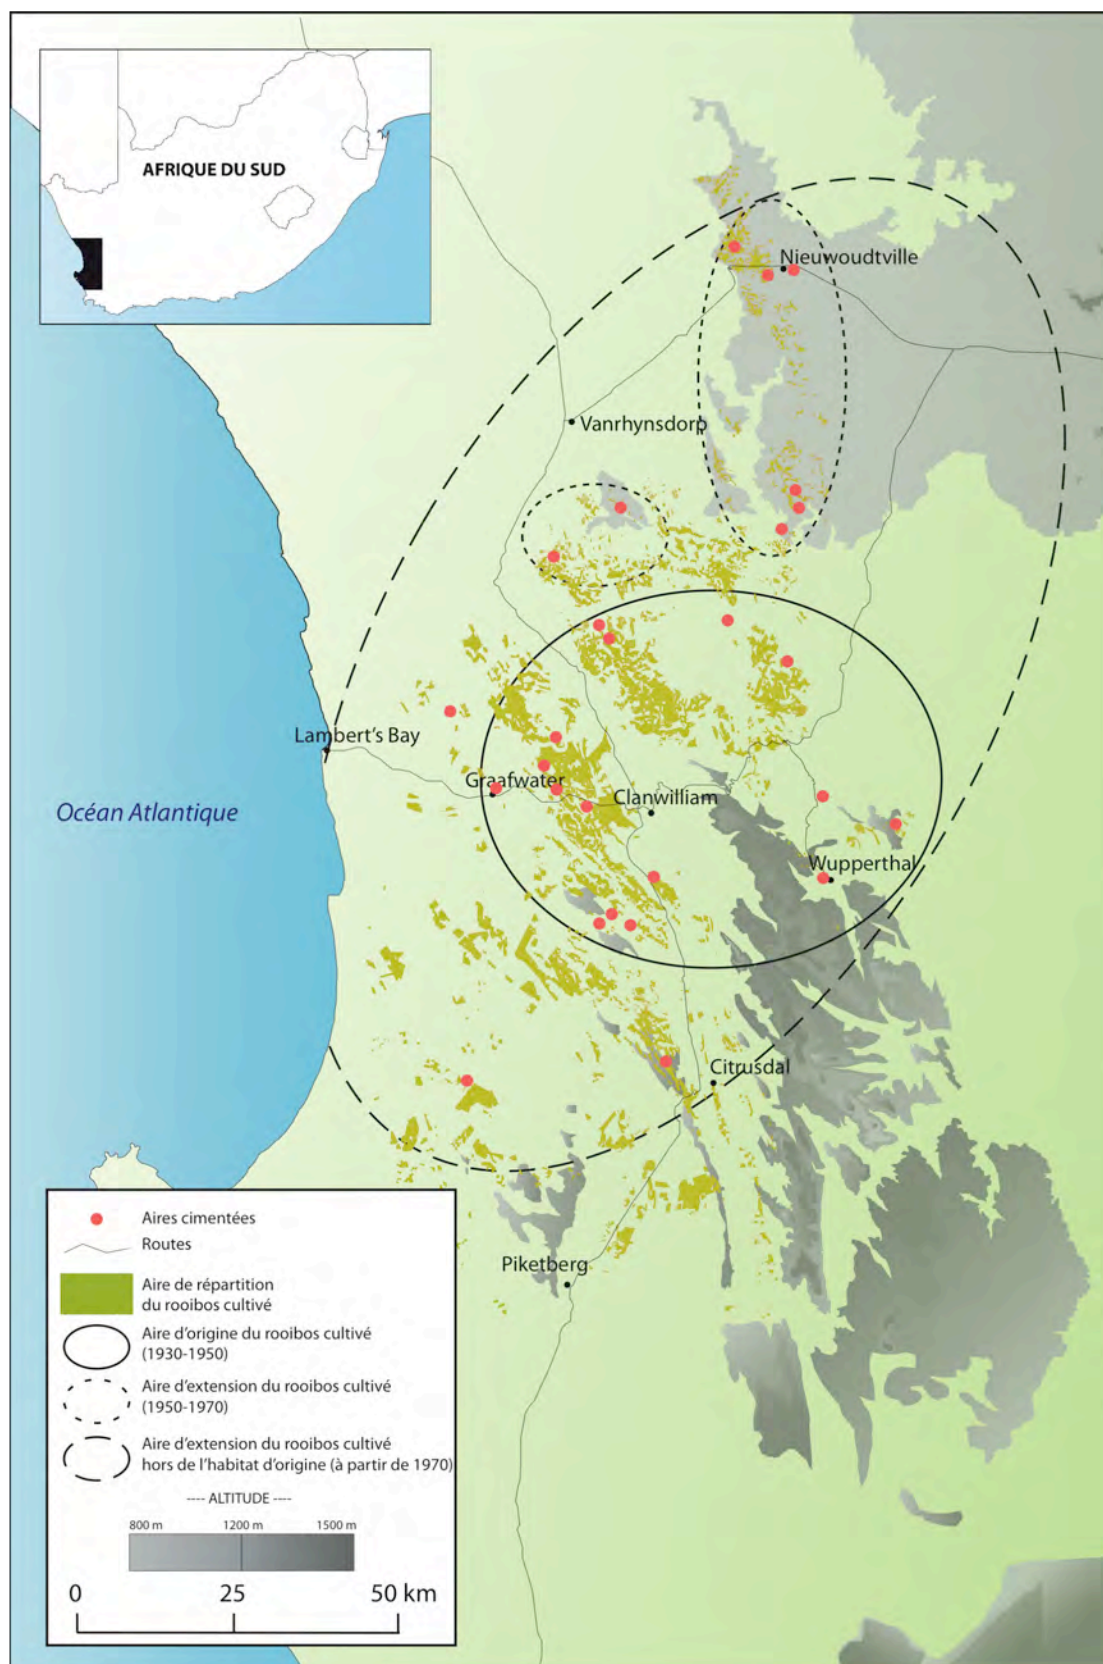 AFRIQUE DU SUD
Nieuwoudtville
Vanrhynsdorp
Lambert's Bay
Graafwater
Clanwilliam
Océan Atlantique
Wupperthal
Citrusdal
Piketberg
Aires cimentées
Routes
Aire de répartition
du rooibos cultivé
Aire d'origine du rooibos cultivé
(1930-1950)
Aire d'extension du rooibos cultivé
(1950-1970)
Aire d'extension du rooibos cultivé
hors de l'habitat d'origine (à partir de 1970)
---- ALTITUDE ----
800 m 1200 m 1500 m
0 25 50 km